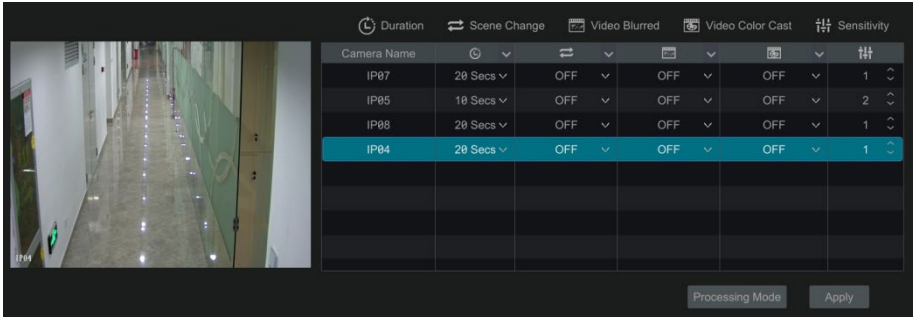 Duration Scene Change Video Blurred Video Color Cast Sensitivity
Camera Name
IP07 20 Secs OFF OFF OFF 1
IP05 10 Secs OFF OFF OFF 2
IP08 20 Secs OFF OFF OFF 1
IP04 20 Secs OFF OFF OFF 1
IP04
Processing Mode Apply